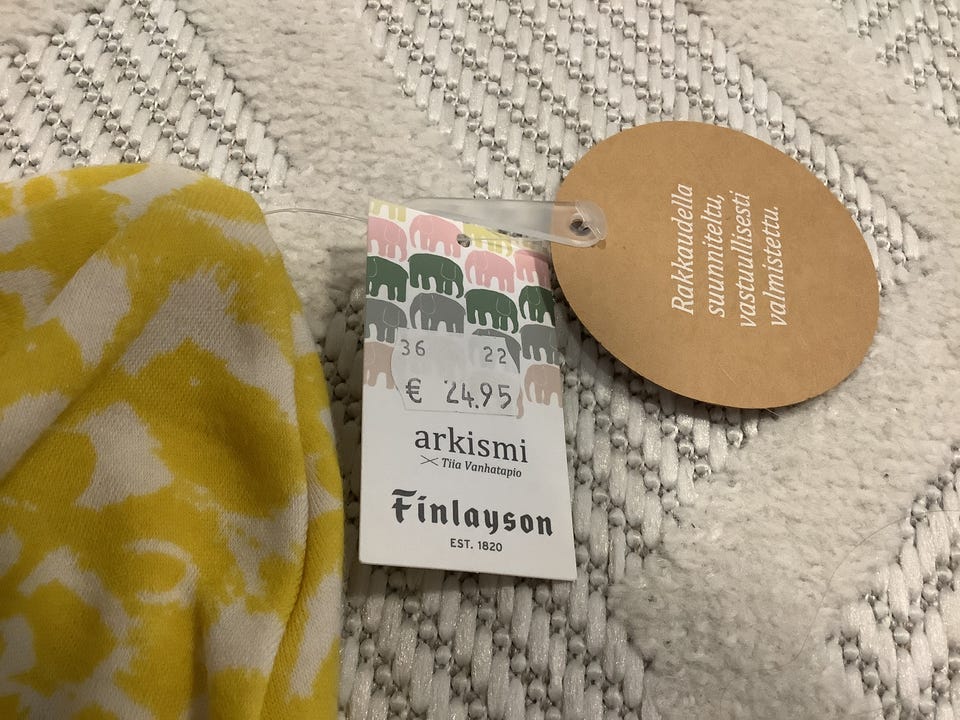 36 22
€ 24.95
arkismi
Tiia Vanhatapio
Finlayson
EST. 1820
Rakkaudella
suunniteltu,
vastuullisesti
valmistettu.